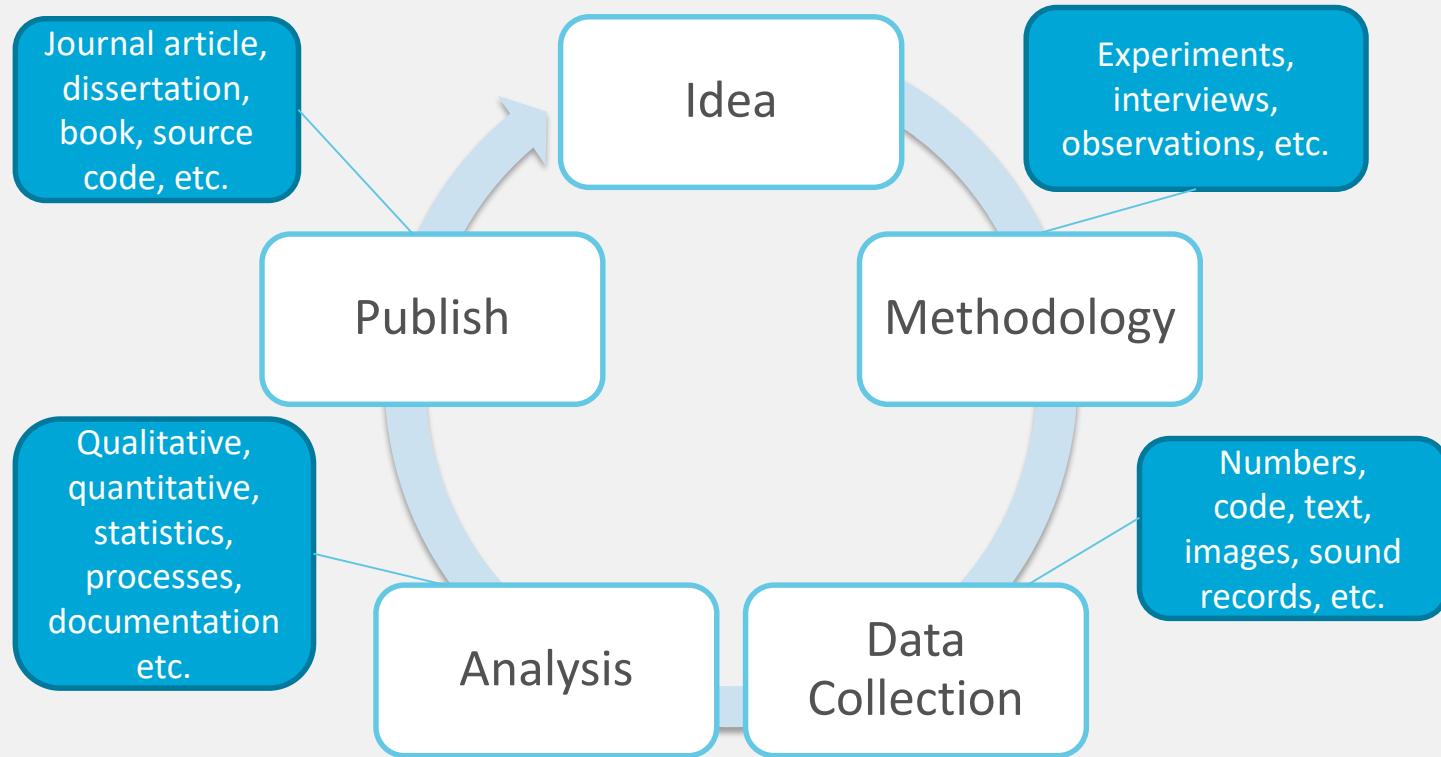 Journal article,
dissertation,
book, source
code, etc.
Idea
Experiments,
interviews,
observations, etc.
Publish
Methodology
Qualitative,
quantitative,
statistics,
processes,
documentation
etc.
Analysis
Data
Collection
Numbers,
code, text,
images, sound
records, etc.